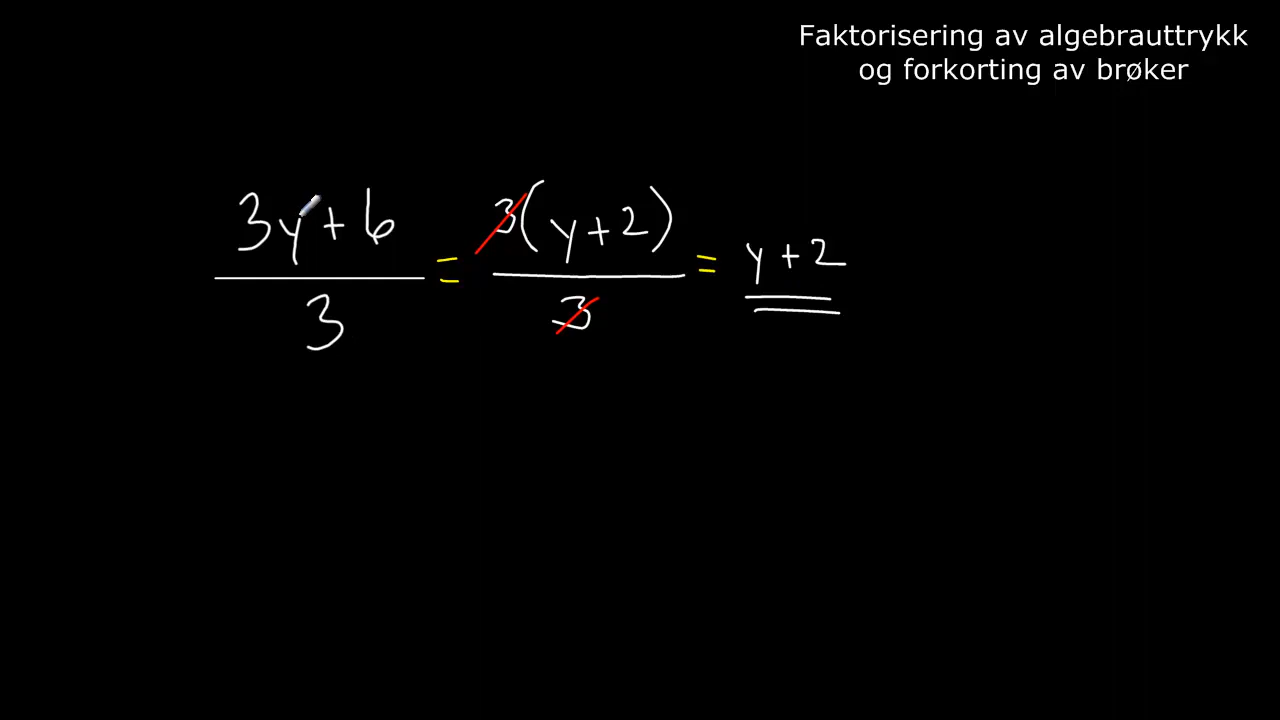 Faktorisering av algebrauttrykk
og forkorting av brøker
3y+6 / 3 = 3(y+2) / 3 = y+2